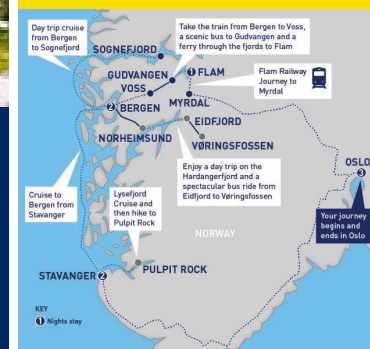 Day trip cruise
from Bergen
to Sognefjord
Take the train from Bergen to Voss,
a scenic bus to Gudvangen and a
ferry through the fjords to Flam
SOGNEFJORD
GUDVANGEN
1 FLAM
VOSS
Flam Railway
Journey to
Myrdal
2 BERGEN
MYRDAL
EIDFJORD
NORHEIMSUND
VØRINGSFOSSEN
Enjoy a day trip on the
Hardangerfjord and a
spectacular bus ride from
Eidfjord to Vøringsfossen
OSLO
3
Cruise to
Bergen from
Stavanger
Lysefjord
Cruise and
then hike to
Pulpit Rock
Your journey
begins and
ends in Oslo
NORWAY
STAVANGER 2
PULPIT ROCK
KEY
1 Nights stay